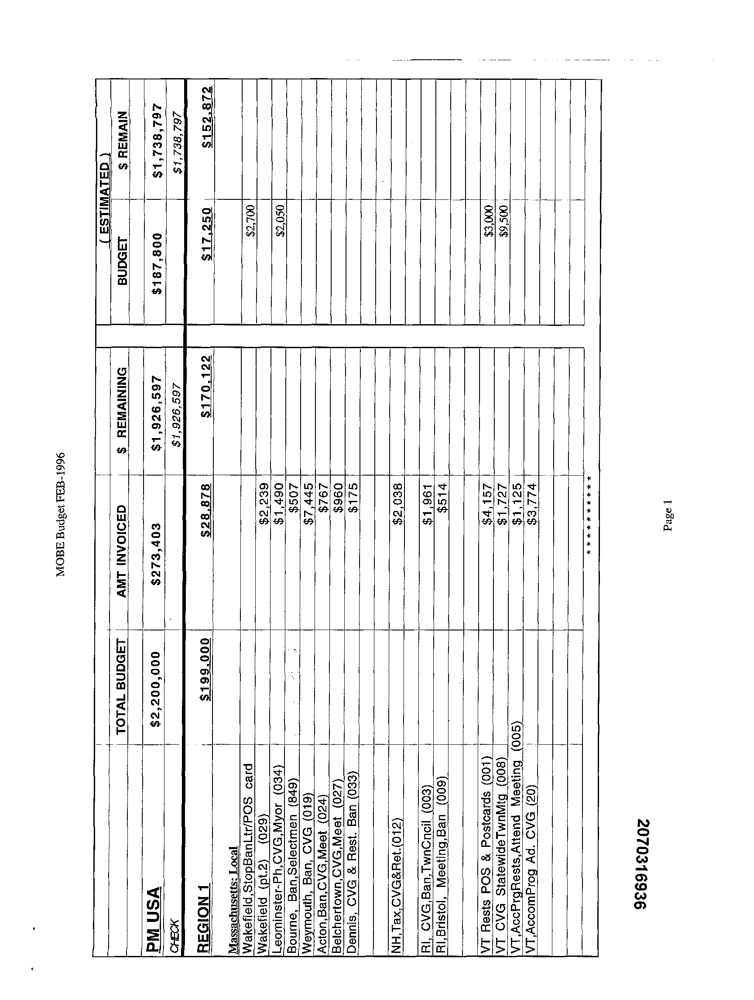 MOBE Budget FEB-1996
( ESTIMATED )
TOTAL BUDGET AMT INVOICED $ REMAINING BUDGET $ REMAIN
PM USA $2,200,000 $273,403 $1,926,597 $187,800 $1,738,797
CHECK $1,926,597 $1,738,797
REGION 1 $199,000 $28,878 $170,122 $17,250 $152,872
Massachusetts: Local
Wakefield,StopBanLtr/POS card $2,700
Wakefield (pt.2) (029) $2,239
Leominster-Ph,CVG,Myor (034) $1,490 $2,050
Bourne, Ban,Selectmen (849) $507
Weymouth, Ban, CVG (019) $7,445
Acton,Ban,CVG,Meet (024) $767
Belchertown,CVG,Meet (027) $960
Dennis, CVG & Rest. Ban (033) $175
NH,Tax,CVG&Ret.(012) $2,038
RI, CVG,Ban,TwnCncil (003) $1,961
RI,Bristol, Meeting,Ban (009) $514
VT Rests POS & Postcards (001) $4,157 $3,000
VT CVG StatewideTwnMtg (008) $1,727 $9,500
VT,AccPrgRests,Attend Meeting (005) $1,125
VT,AccomProg Ad. CVG (20) $3,774
* * * * * * * * * * *
Page 1
2070316936